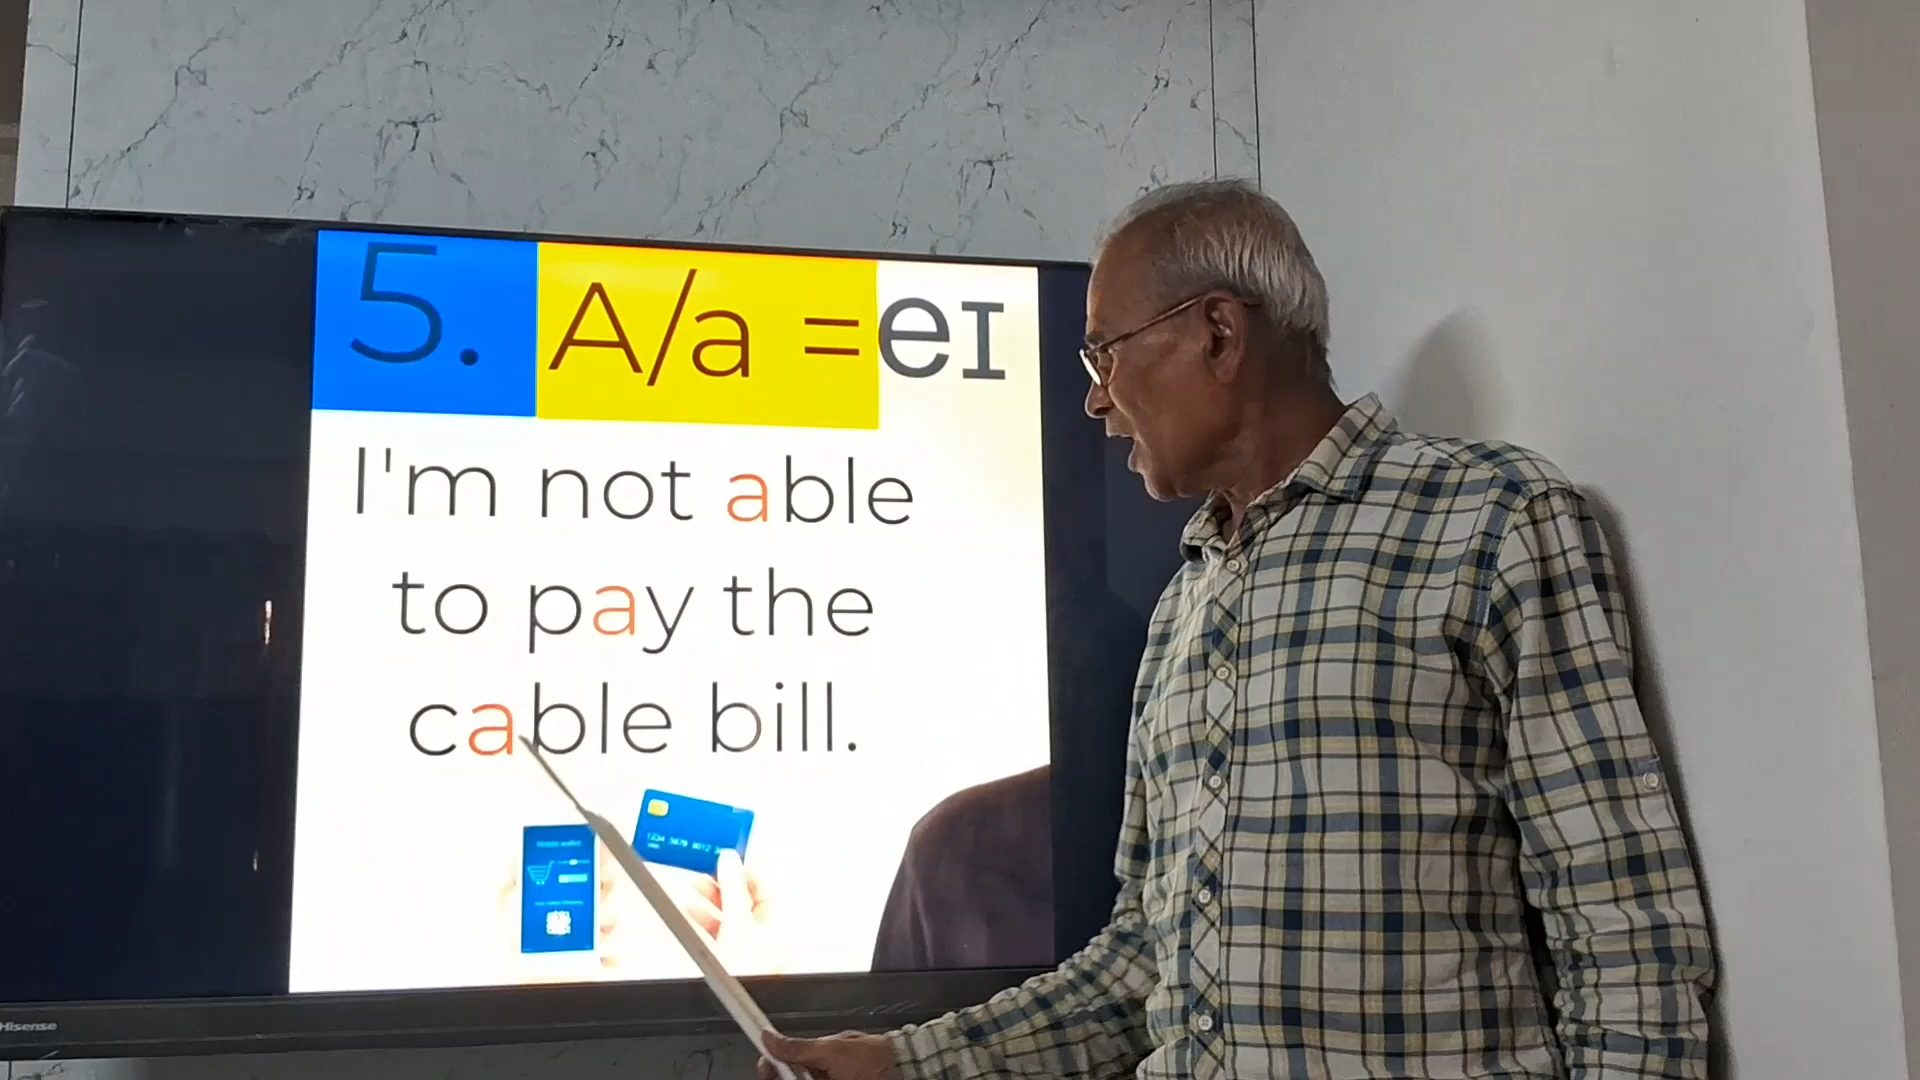 5. A/a =eɪ
I'm not able
to pay the
cable bill.
Hisense